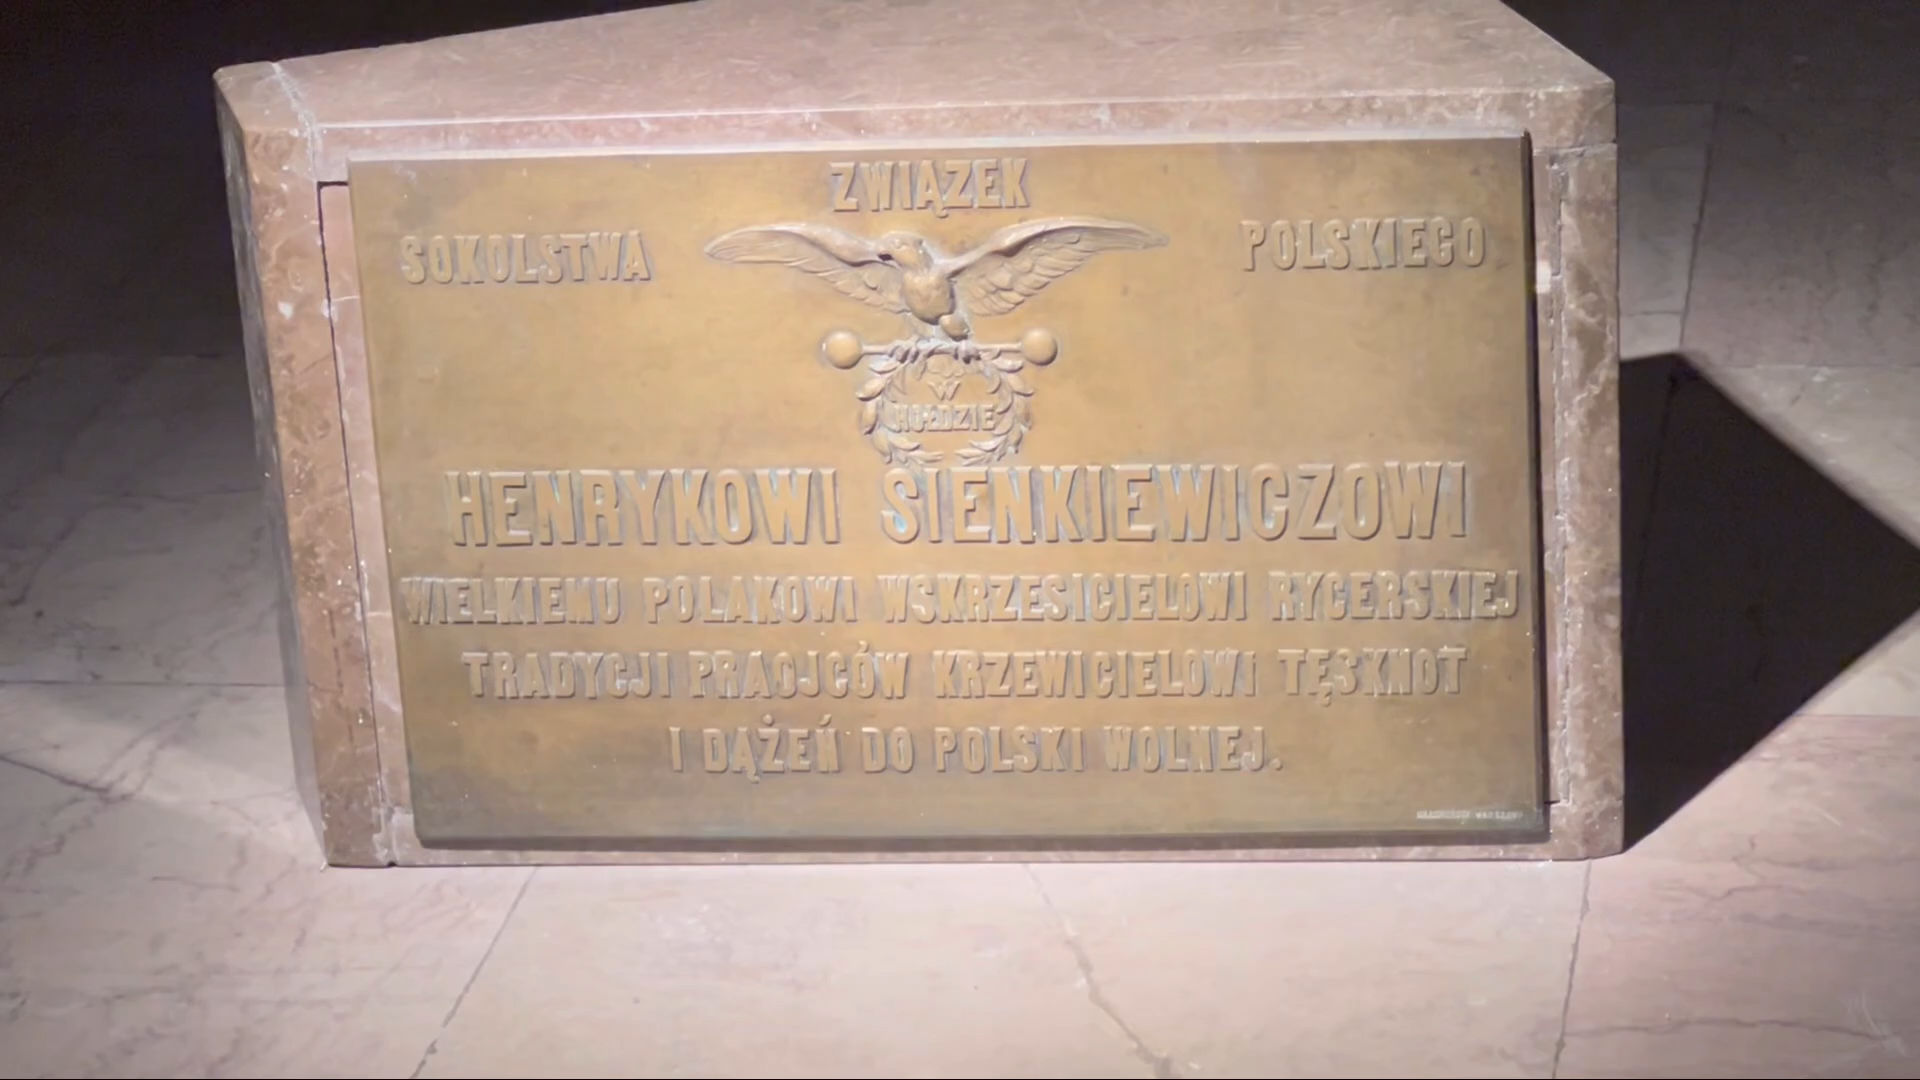 ZWIĄZEK
SOKOLSTWA POLSKIEGO
W
HOŁDZIE
HENRYKOWI SIENKIEWICZOWI
WIELKIEMU POLAKOWI WSKRZESICIELOWI RYCERSKIEJ
TRADYCJI PRAOJCÓW KRZEWICIELOWI TĘSKNOT
I DĄŻEŃ DO POLSKI WOLNEJ.